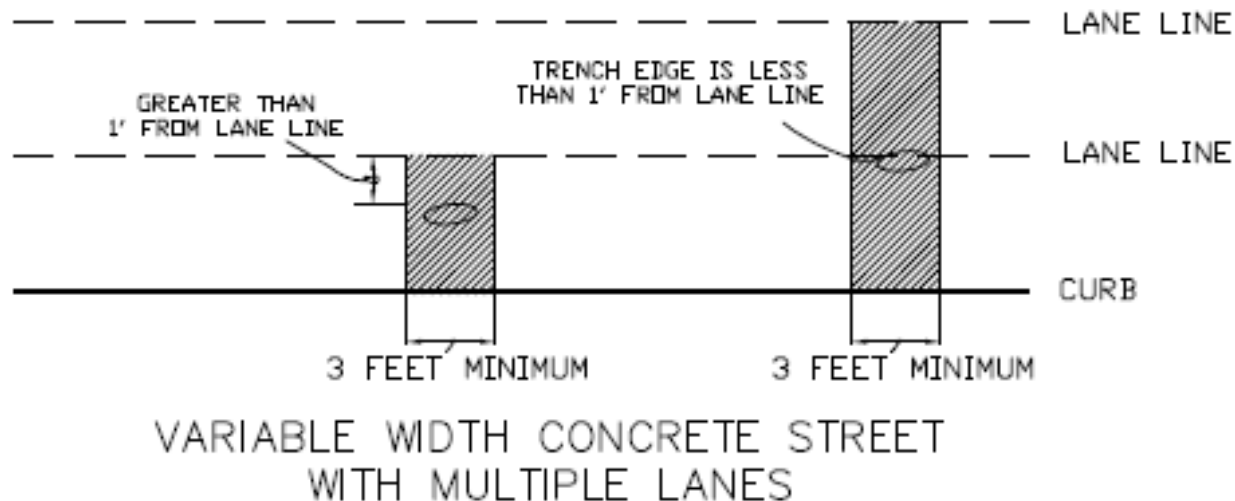 LANE LINE
TRENCH EDGE IS LESS
THAN 1' FROM LANE LINE
GREATER THAN
1' FROM LANE LINE
LANE LINE
CURB
3 FEET MINIMUM
3 FEET MINIMUM
VARIABLE WIDTH CONCRETE STREET
WITH MULTIPLE LANES